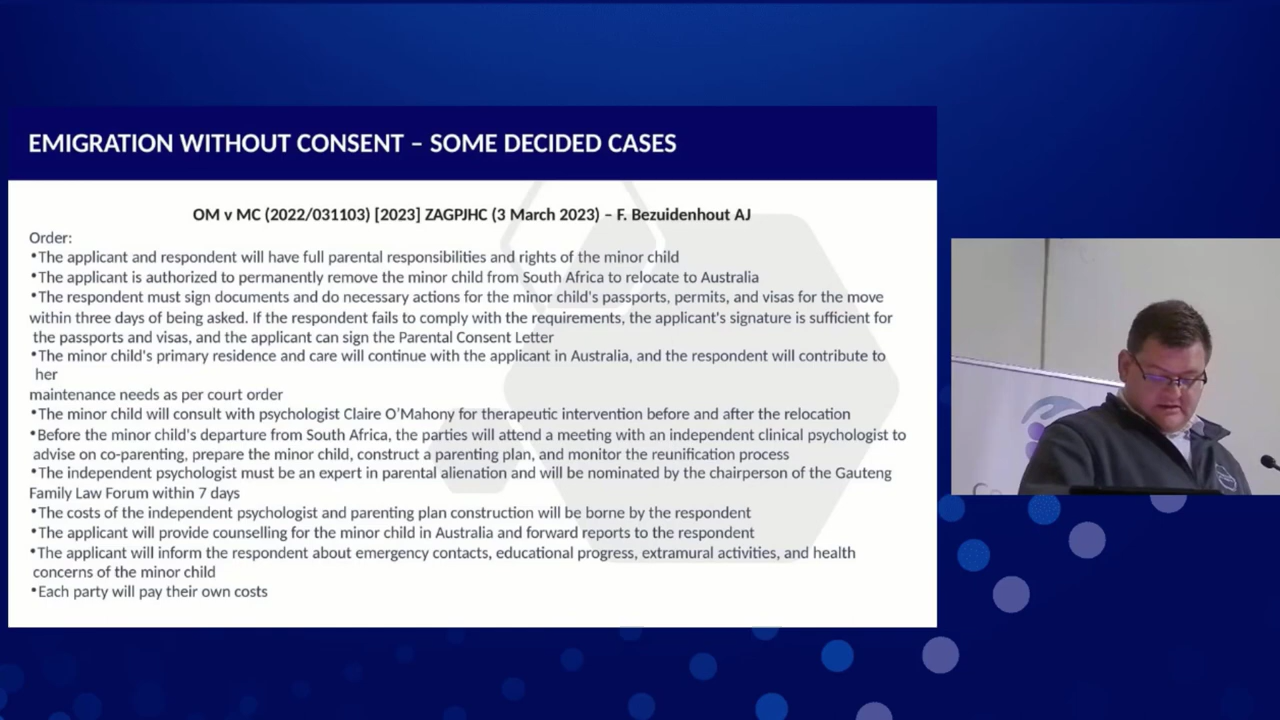 EMIGRATION WITHOUT CONSENT – SOME DECIDED CASES
OM v MC (2022/031103) [2023] ZAGPJHC (3 March 2023) – F. Bezuidenhout AJ
Order:
•The applicant and respondent will have full parental responsibilities and rights of the minor child
•The applicant is authorized to permanently remove the minor child from South Africa to relocate to Australia
•The respondent must sign documents and do necessary actions for the minor child's passports, permits, and visas for the move
within three days of being asked. If the respondent fails to comply with the requirements, the applicant's signature is sufficient for
the passports and visas, and the applicant can sign the Parental Consent Letter
•The minor child's primary residence and care will continue with the applicant in Australia, and the respondent will contribute to
her
maintenance needs as per court order
•The minor child will consult with psychologist Claire O'Mahony for therapeutic intervention before and after the relocation
•Before the minor child's departure from South Africa, the parties will attend a meeting with an independent clinical psychologist to
advise on co-parenting, prepare the minor child, construct a parenting plan, and monitor the reunification process
•The independent psychologist must be an expert in parental alienation and will be nominated by the chairperson of the Gauteng
Family Law Forum within 7 days
•The costs of the independent psychologist and parenting plan construction will be borne by the respondent
•The applicant will provide counselling for the minor child in Australia and forward reports to the respondent
•The applicant will inform the respondent about emergency contacts, educational progress, extramural activities, and health
concerns of the minor child
•Each party will pay their own costs